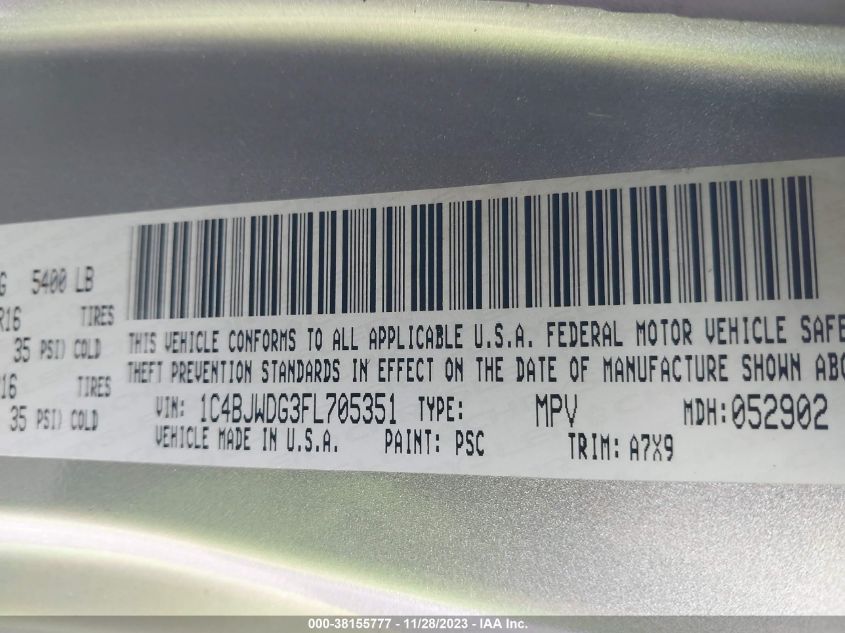 G 5400 LB
R16 TIRES
35 PSI) COLD
R16 TIRES
35 PSI) COLD
THIS VEHICLE CONFORMS TO ALL APPLICABLE U.S.A. FEDERAL MOTOR VEHICLE SAFE
THEFT PREVENTION STANDARDS IN EFFECT ON THE DATE OF MANUFACTURE SHOWN ABO
VIN: 1C4BJWDG3FL705351 TYPE: MPV MDH:052902
VEHICLE MADE IN U.S.A. PAINT: PSC TRIM: A7X9
000-38155777 - 11/28/2023 - IAA Inc.